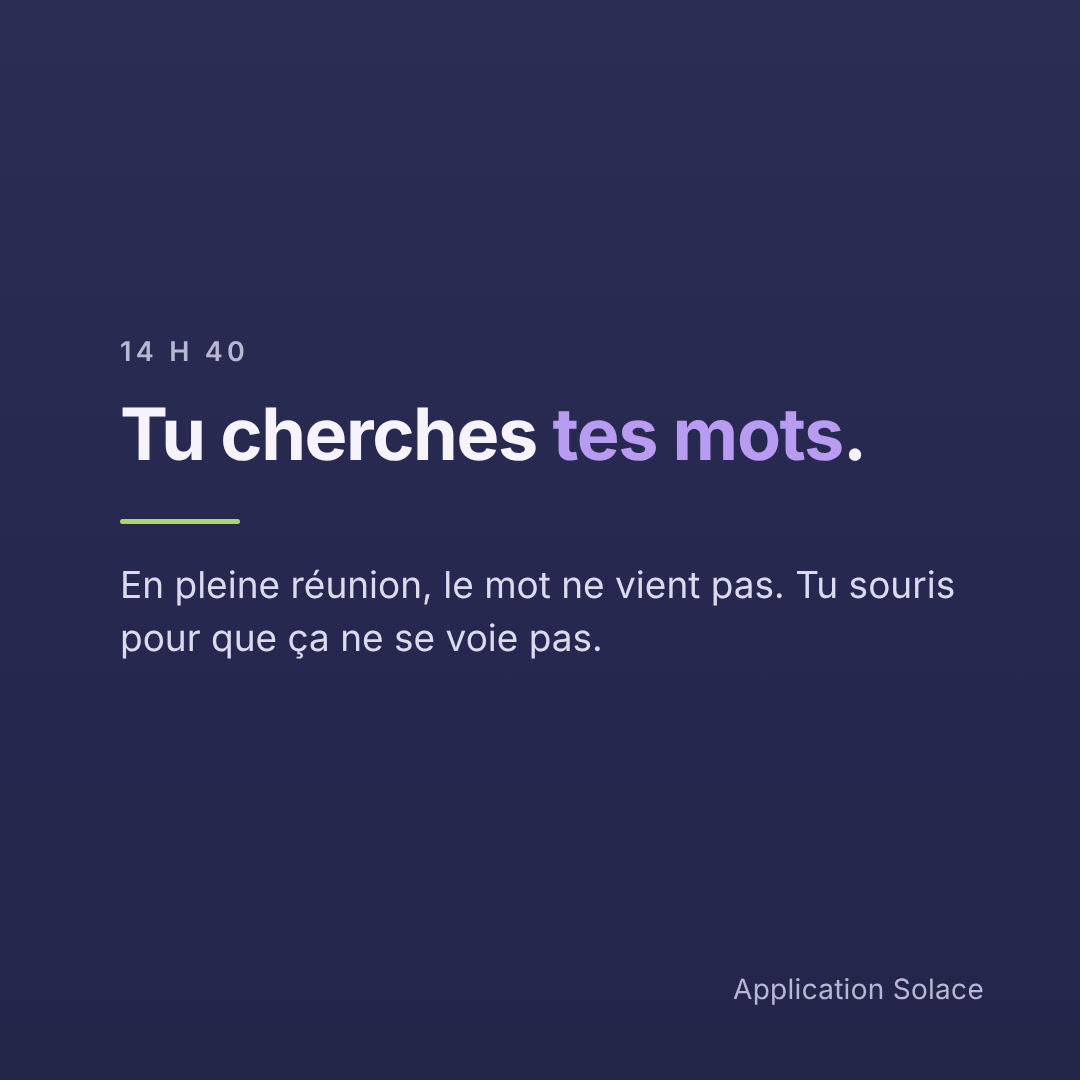 14 H 40
Tu cherches tes mots.
En pleine réunion, le mot ne vient pas. Tu souris
pour que ça ne se voie pas.
Application Solace